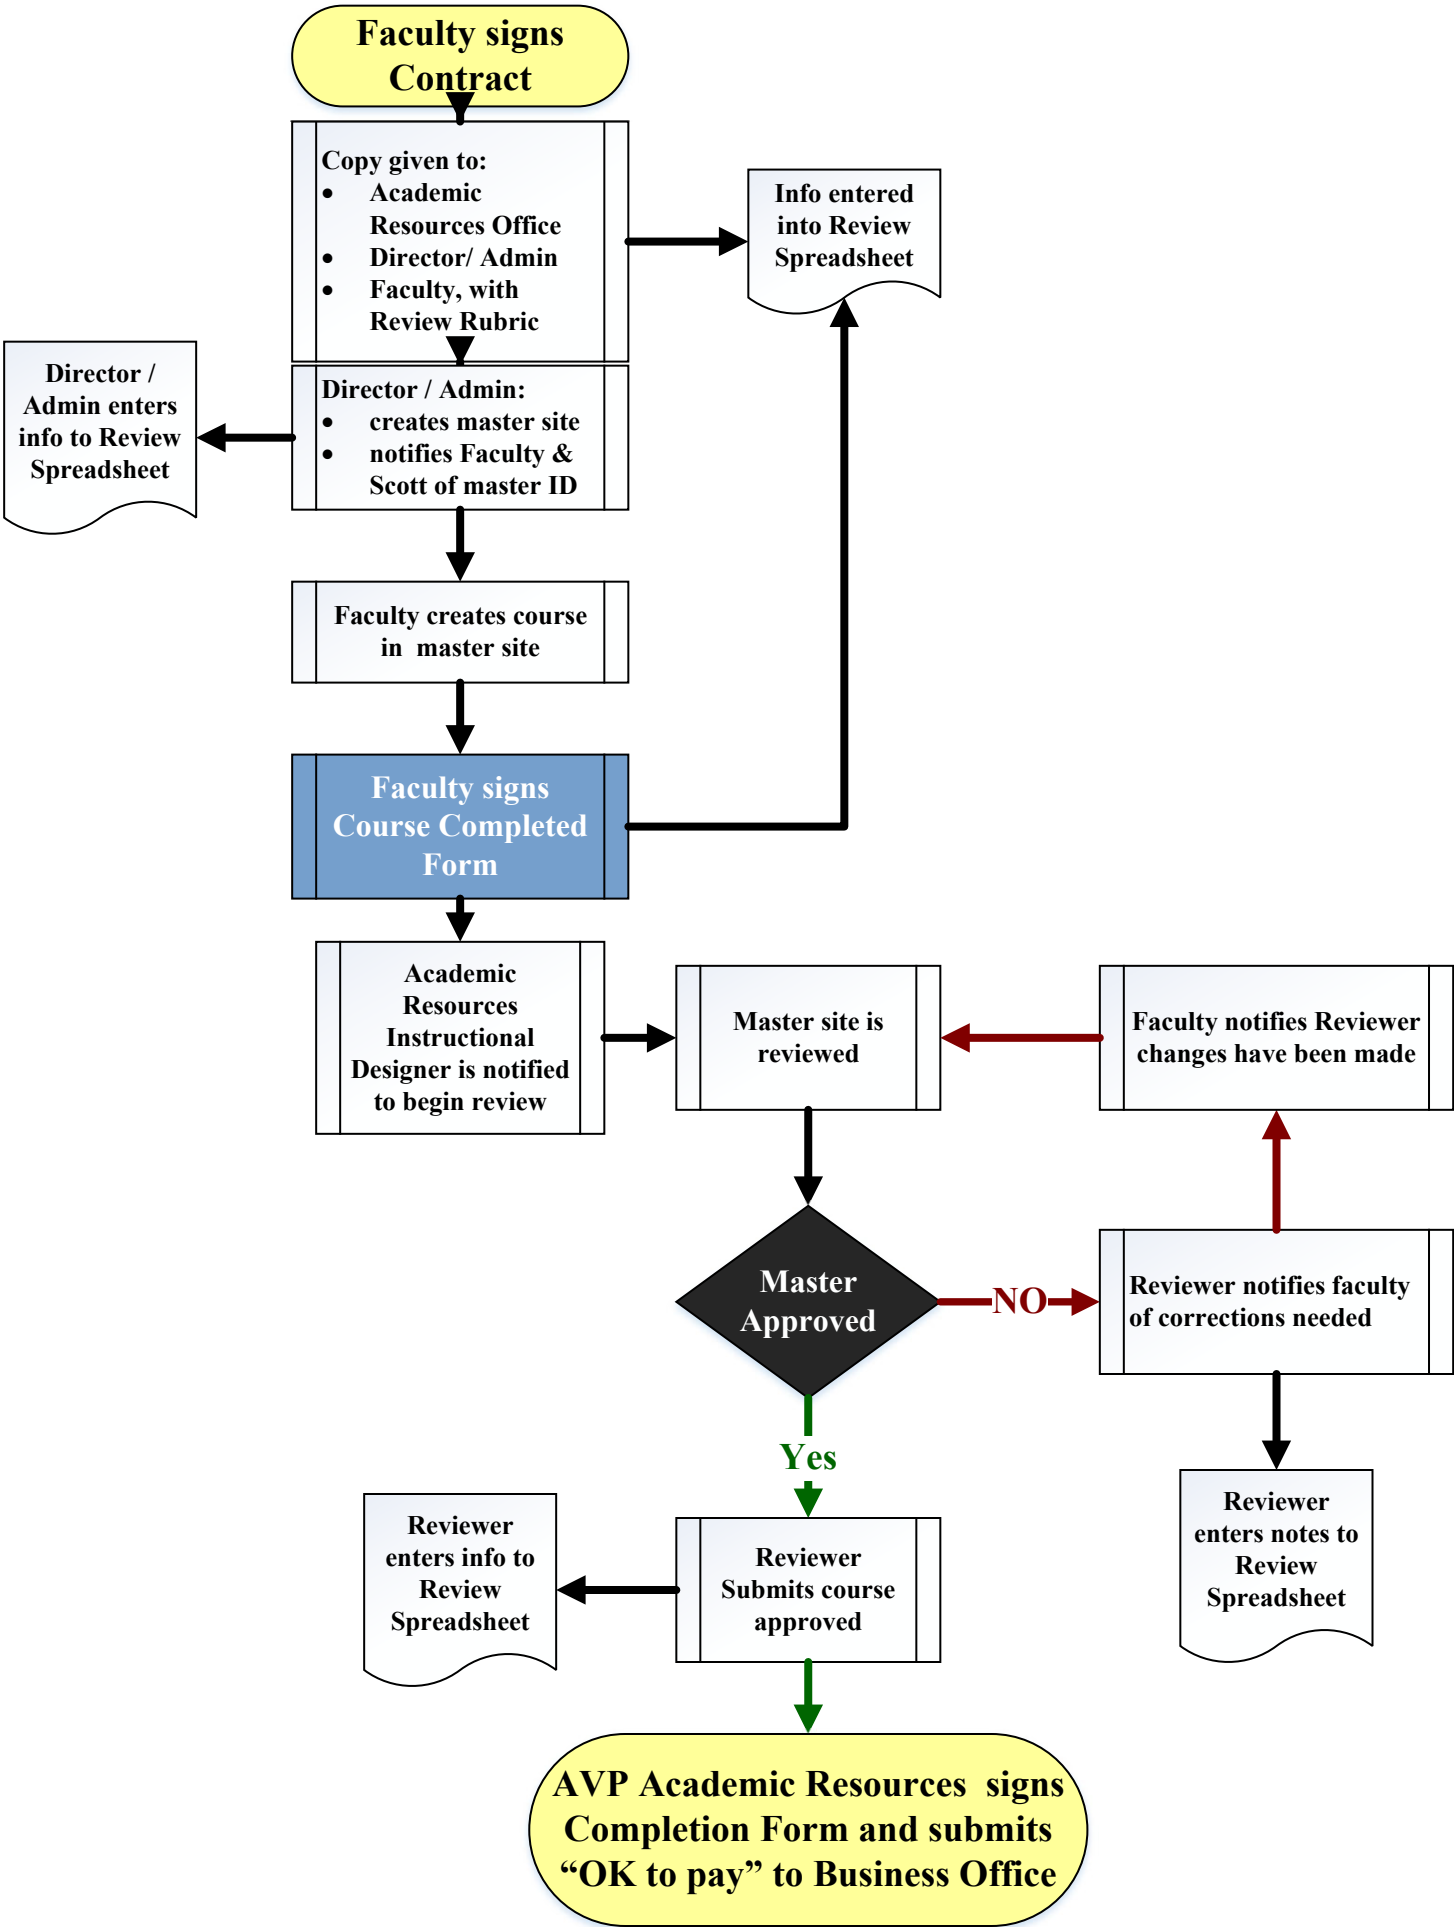 Faculty signs
Contract
Copy given to:
• Academic
Resources Office
• Director/ Admin
• Faculty, with
Review Rubric
Info entered
into Review
Spreadsheet
Director /
Admin enters
info to Review
Spreadsheet
Director / Admin:
• creates master site
• notifies Faculty &
Scott of master ID
Faculty creates course
in  master site
Faculty signs
Course Completed
Form
Academic
Resources
Instructional
Designer is notified
to begin review
Master site is
reviewed
Faculty notifies Reviewer
changes have been made
Master
Approved
NO
Reviewer notifies faculty
of corrections needed
Yes
Reviewer
enters info to
Review
Spreadsheet
Reviewer
Submits course
approved
Reviewer
enters notes to
Review
Spreadsheet
AVP Academic Resources  signs
Completion Form and submits
“OK to pay” to Business Office